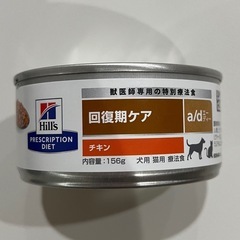 獣医師専用の特別療法食
Hill's
PRESCRIPTION DIET
回復期ケア
a/d
チキン
内容量:156g
犬用 猫用 療法食